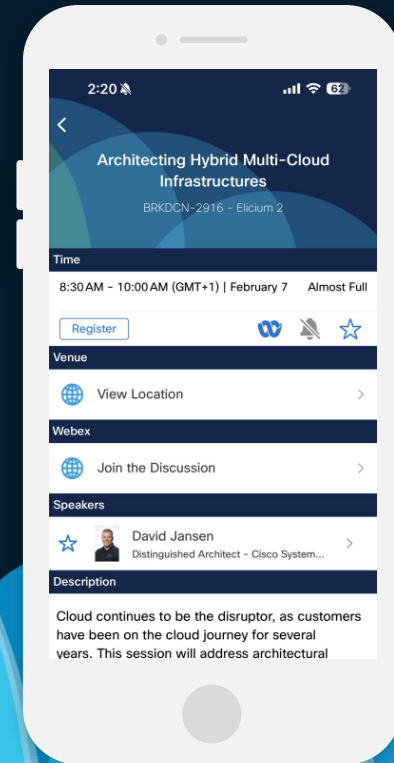 2:20
62
Architecting Hybrid Multi-Cloud
Infrastructures
BRKDCN-2916 - Elicium 2
Time
8:30 AM - 10:00 AM (GMT+1) | February 7 Almost Full
Register
Venue
View Location
Webex
Join the Discussion
Speakers
David Jansen
Distinguished Architect - Cisco System...
Description
Cloud continues to be the disruptor, as customers
have been on the cloud journey for several
years. This session will address architectural